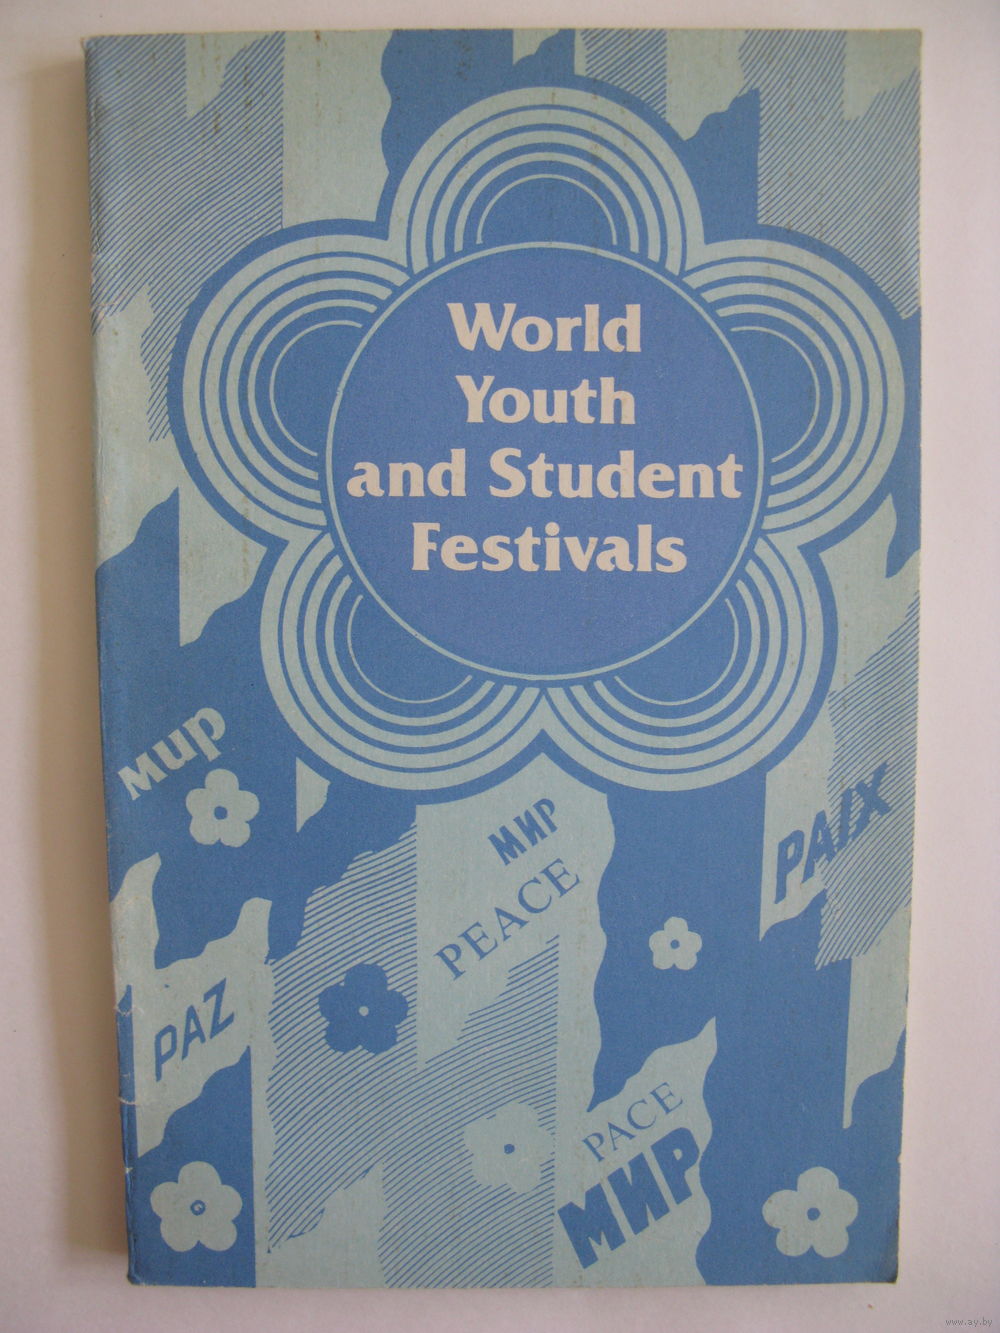 World
Youth
and Student
Festivals
мир
МИР
PEACE
PAIX
PAZ
PACE
МИР
www.ay.by